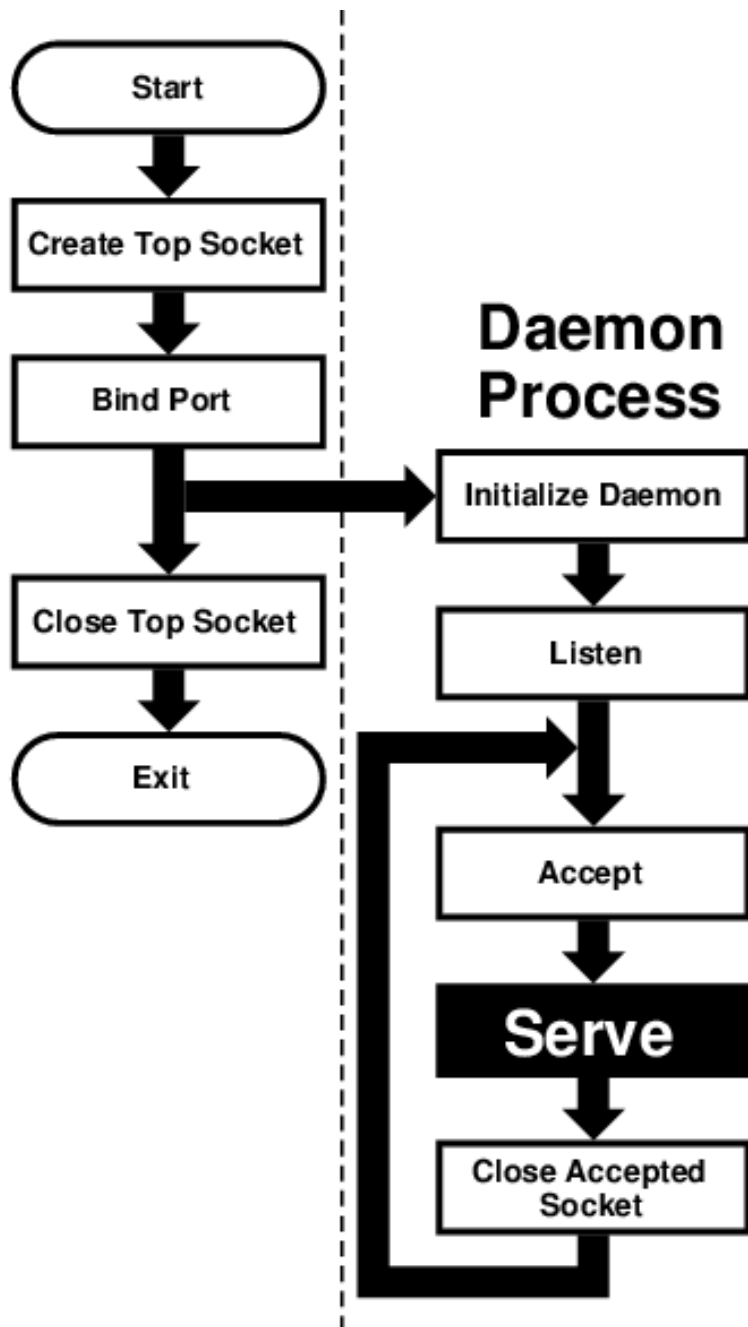 Start
Create Top Socket
Bind Port
Close Top Socket
Exit
Daemon
Process
Initialize Daemon
Listen
Accept
Serve
Close Accepted
Socket